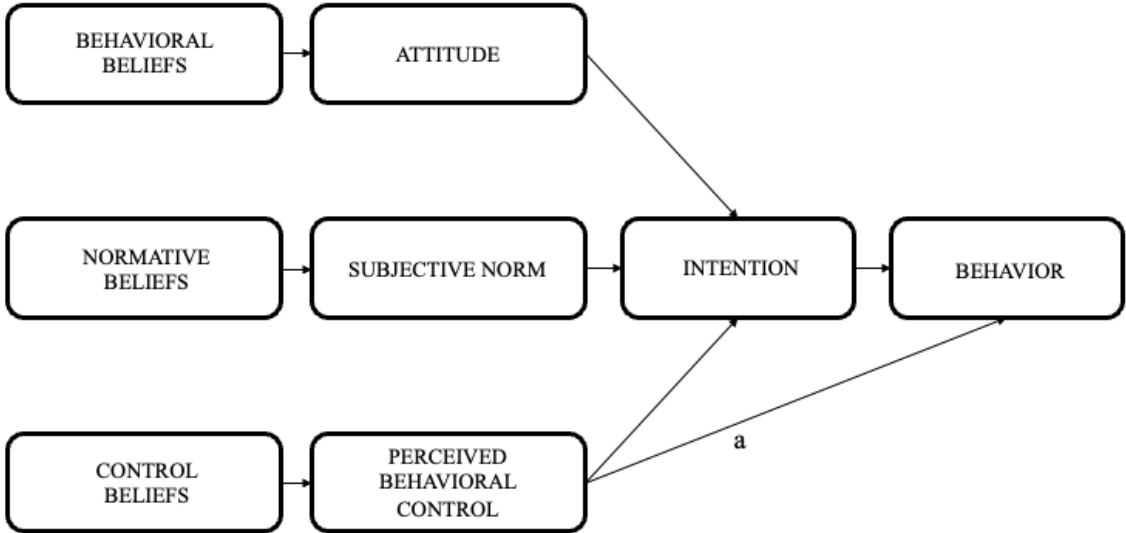 BEHAVIORAL
BELIEFS
ATTITUDE
NORMATIVE
BELIEFS
SUBJECTIVE NORM
INTENTION
BEHAVIOR
a
CONTROL
BELIEFS
PERCEIVED
BEHAVIORAL
CONTROL